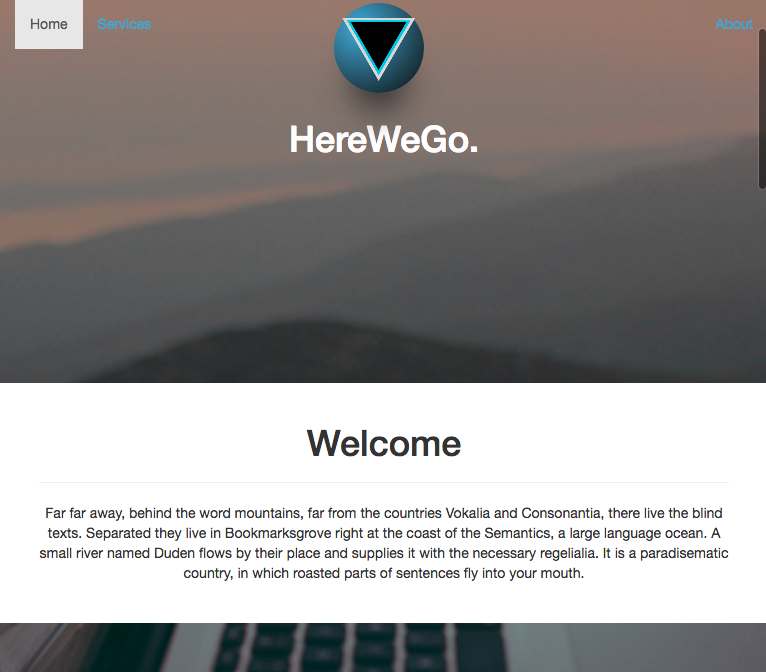 Home Services About
HereWeGo.
Welcome
Far far away, behind the word mountains, far from the countries Vokalia and Consonantia, there live the blind
texts. Separated they live in Bookmarksgrove right at the coast of the Semantics, a large language ocean. A
small river named Duden flows by their place and supplies it with the necessary regelialia. It is a paradisematic
country, in which roasted parts of sentences fly into your mouth.